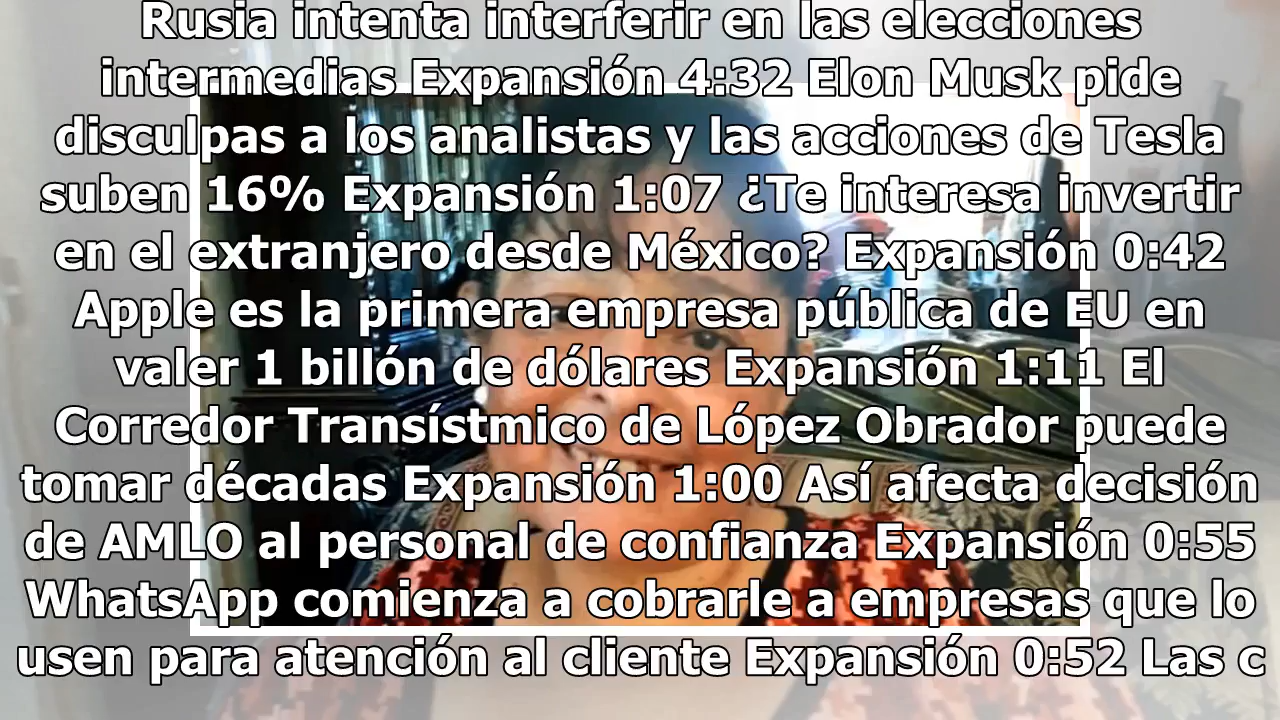 Rusia intenta interferir en las elecciones
intermedias Expansión 4:32 Elon Musk pide
disculpas a los analistas y las acciones de Tesla
suben 16% Expansión 1:07 ¿Te interesa invertir
en el extranjero desde México? Expansión 0:42
Apple es la primera empresa pública de EU en
valer 1 billón de dólares Expansión 1:11 El
Corredor Transístmico de López Obrador puede
tomar décadas Expansión 1:00 Así afecta decisión
de AMLO al personal de confianza Expansión 0:55
WhatsApp comienza a cobrarle a empresas que lo
usen para atención al cliente Expansión 0:52 Las c